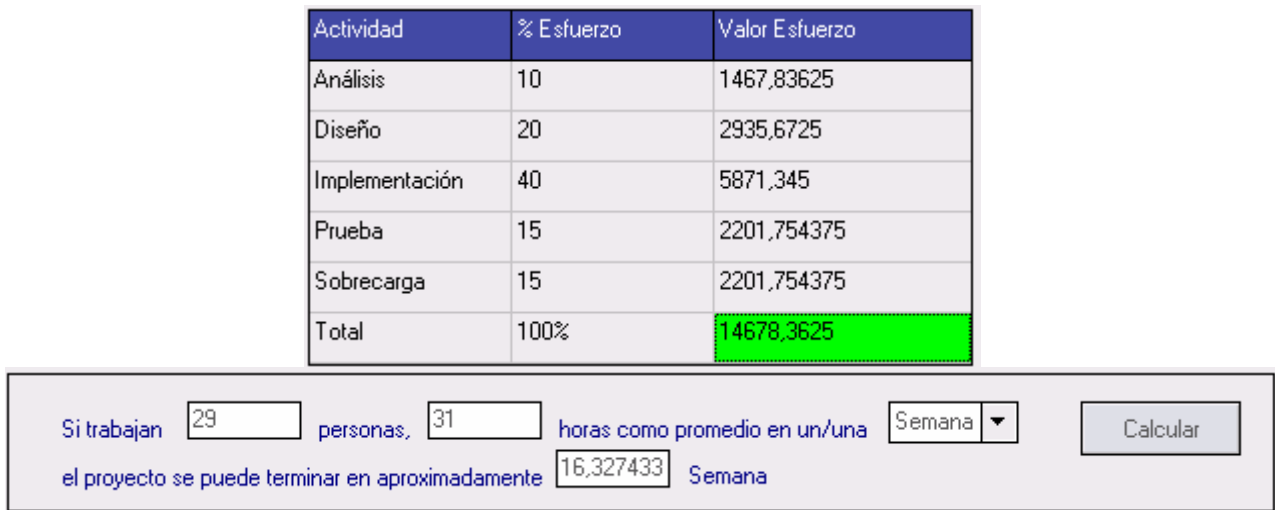 Actividad % Esfuerzo Valor Esfuerzo
Análisis 10 1467,83625
Diseño 20 2935,6725
Implementación 40 5871,345
Prueba 15 2201,754375
Sobrecarga 15 2201,754375
Total 100% 14678,3625
Si trabajan 29 personas, 31 horas como promedio en un/una Semana Calcular
el proyecto se puede terminar en aproximadamente 16,327433 Semana